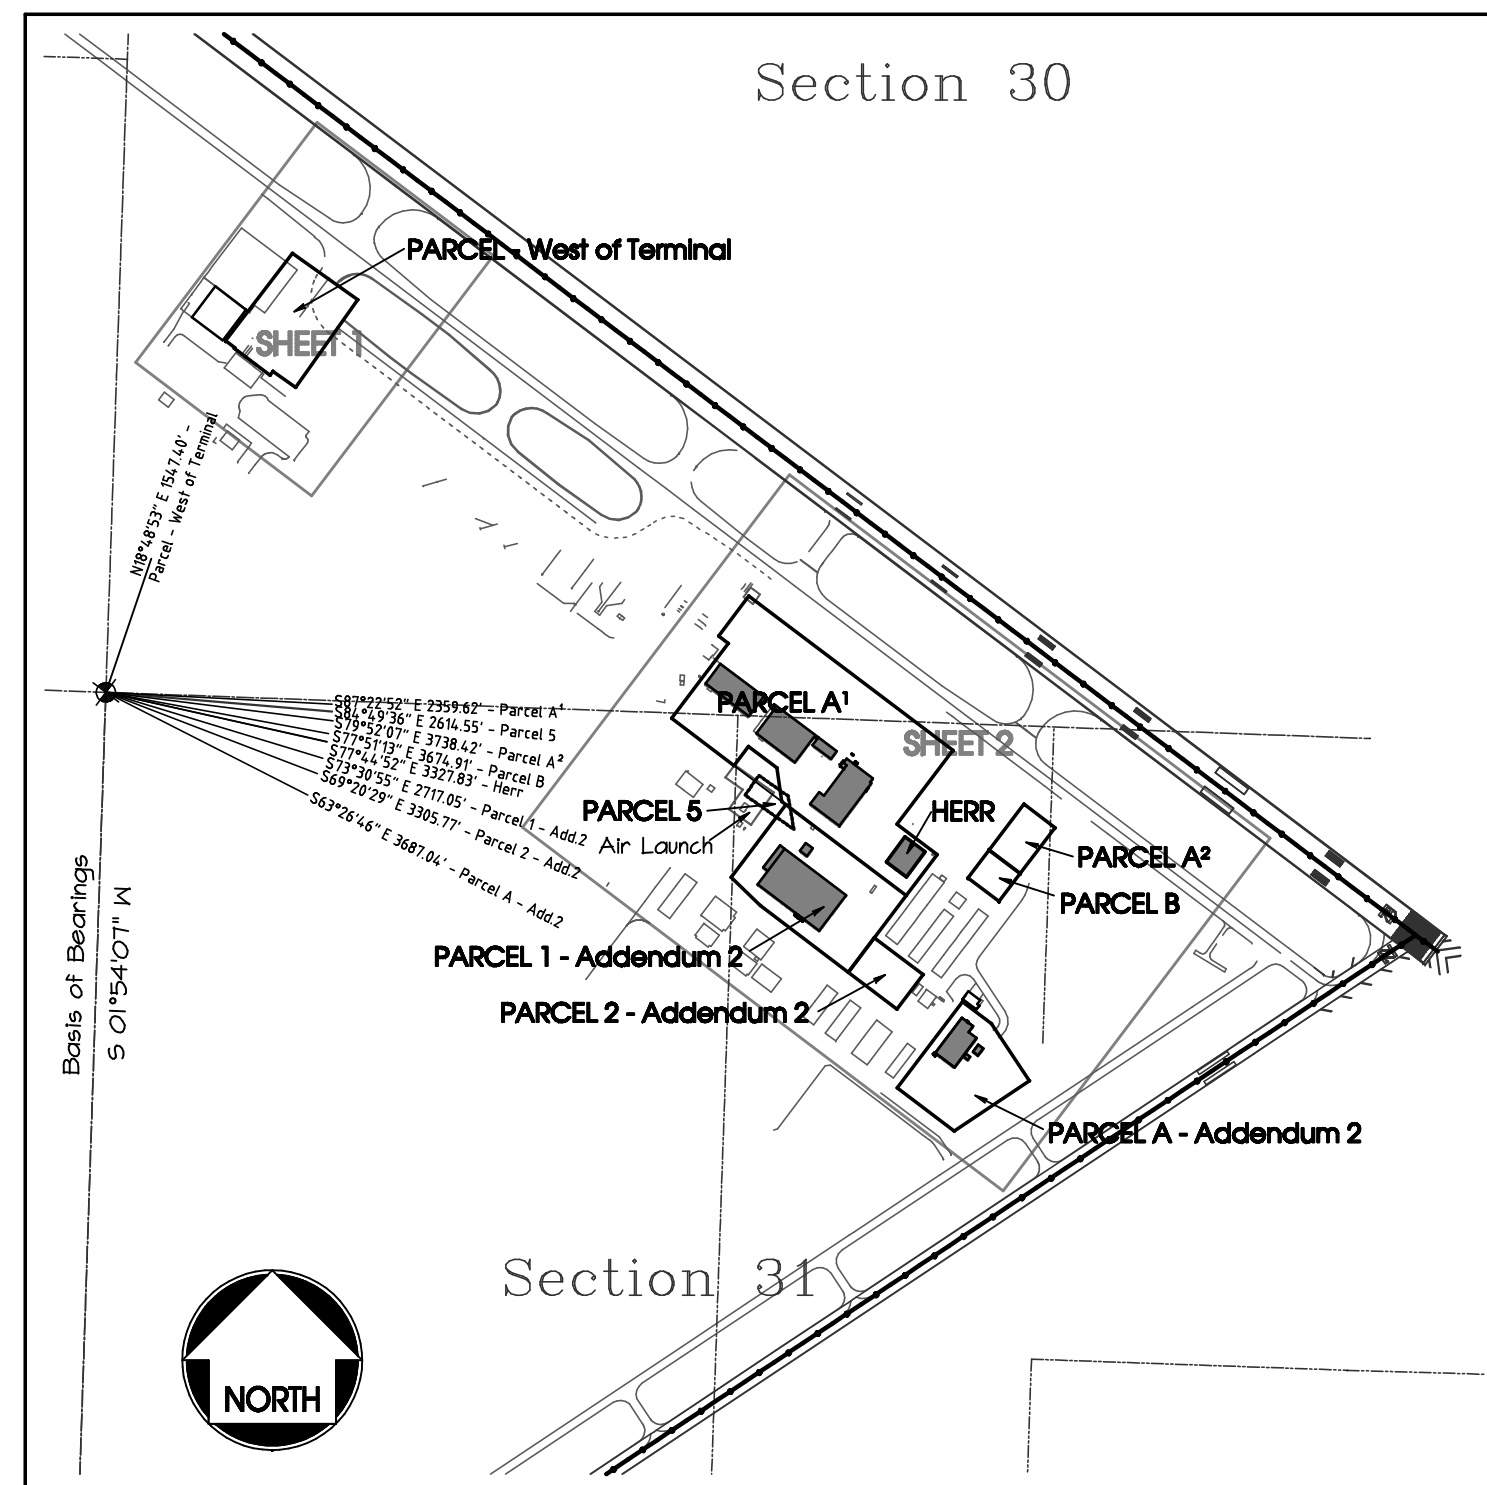 Section 30
PARCEL - West of Terminal
SHEET 1
N18°48'53" E 1547.40' -
Parcel - West of Terminal
S87°22'52" E 2359.62' - Parcel A¹
S84°49'36" E 2614.55' - Parcel 5
S79°52'07" E 3738.42' - Parcel A²
S77°51'13" E 3674.91' - Parcel B
S77°44'52" E 3327.83' - Herr
S73°30'55" E 2717.05' - Parcel 1 - Add.2
S69°20'29" E 3305.77' - Parcel 2 - Add.2
S63°26'46" E 3687.04' - Parcel A - Add.2
PARCEL A¹
SHEET 2
PARCEL 5
Air Launch
HERR
PARCEL A²
PARCEL B
Basis of Bearings
S 01°54'07" W
PARCEL 1 - Addendum 2
PARCEL 2 - Addendum 2
PARCEL A - Addendum 2
Section 31
NORTH